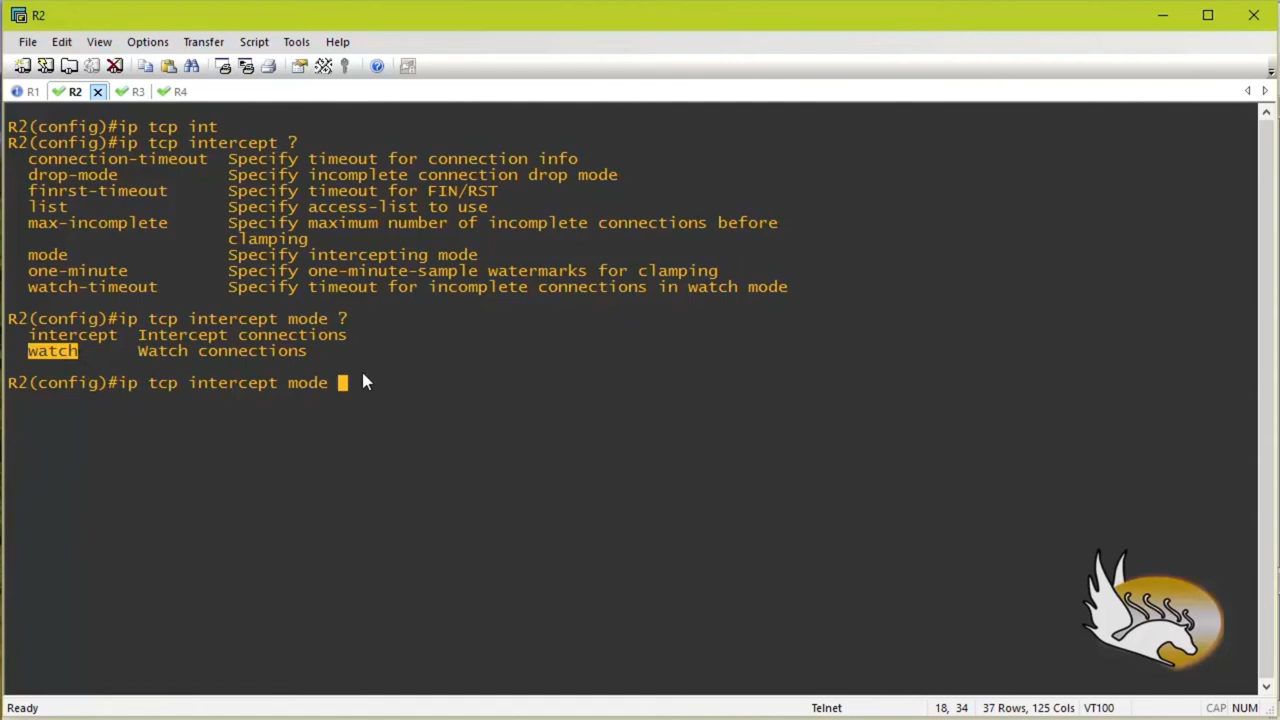 R2
File Edit View Options Transfer Script Tools Help
R1 R2 R3 R4
R2(config)#ip tcp int
R2(config)#ip tcp intercept ?
connection-timeout Specify timeout for connection info
drop-mode Specify incomplete connection drop mode
finrst-timeout Specify timeout for FIN/RST
list Specify access-list to use
max-incomplete Specify maximum number of incomplete connections before
clamping
mode Specify intercepting mode
one-minute Specify one-minute-sample watermarks for clamping
watch-timeout Specify timeout for incomplete connections in watch mode
R2(config)#ip tcp intercept mode ?
intercept Intercept connections
watch Watch connections
R2(config)#ip tcp intercept mode
Ready Telnet 18, 34 37 Rows, 125 Cols VT100 CAP NUM